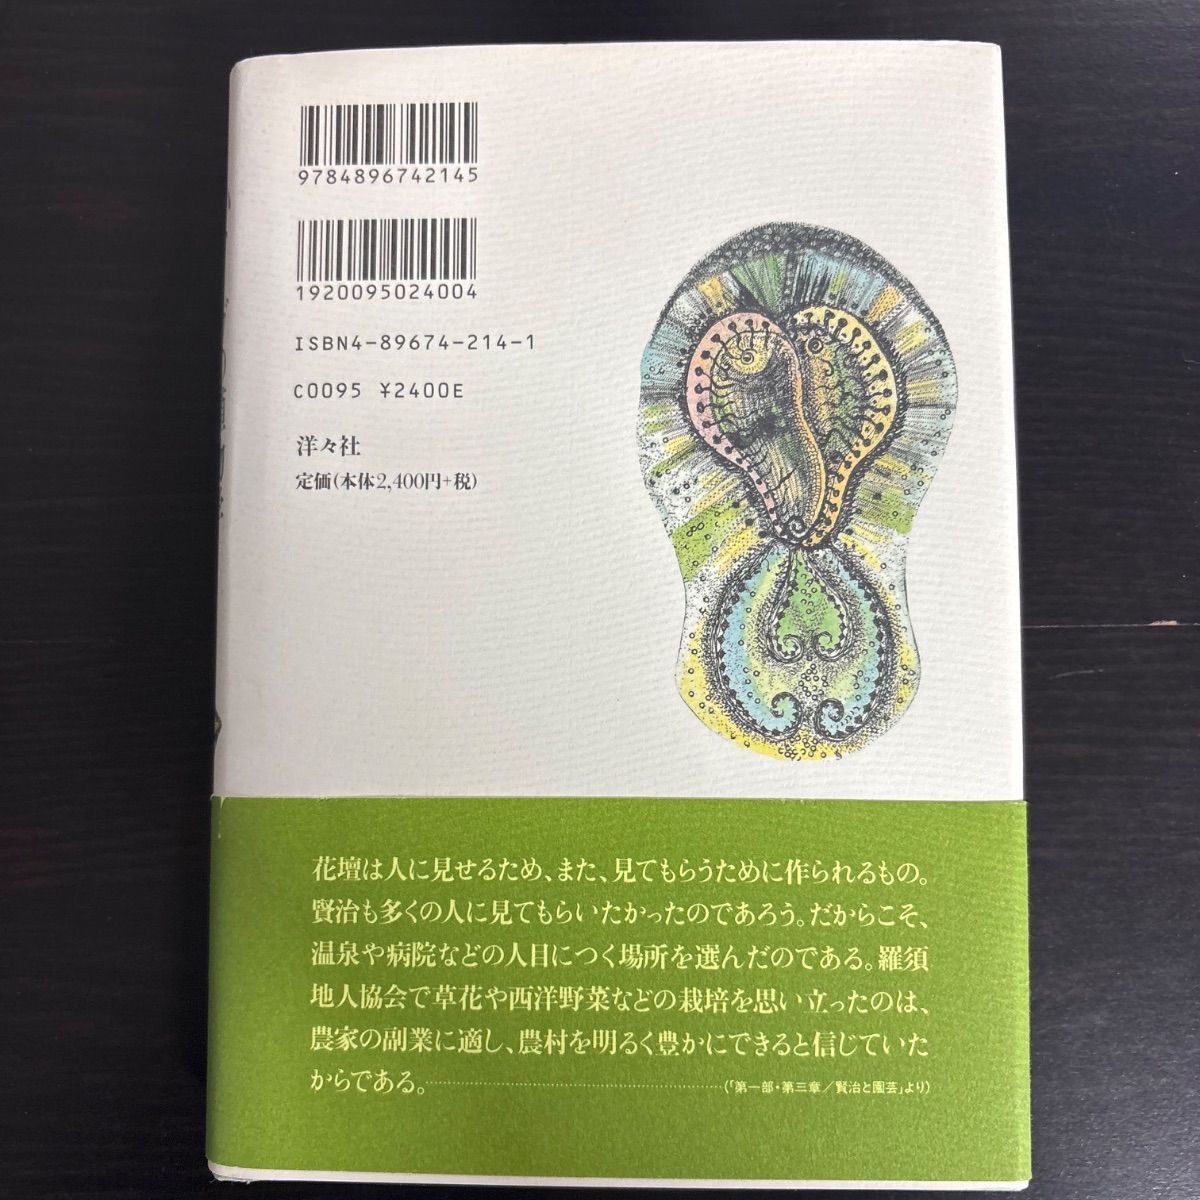 9784896742145
1920095024004
ISBN4-89674-214-1
C0095 ¥2400E
洋々社
定価(本体2,400円+税)
花壇は人に見せるため、また、見てもらうために作られるもの。
賢治も多くの人に見てもらいたかったのであろう。だからこそ、
温泉や病院などの人目につく場所を選んだのである。羅須
地人協会で草花や西洋野菜などの栽培を思い立ったのは、
農家の副業に適し、農村を明るく豊かにできると信じていた
からである。……………………(「第一部・第三章/賢治と園芸」より)